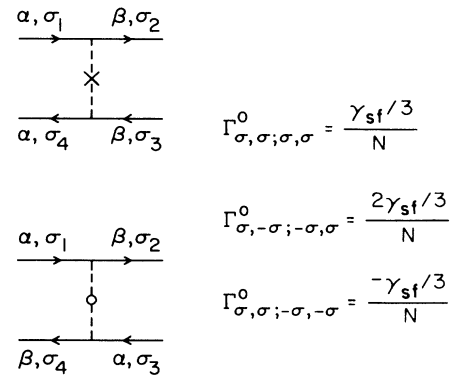 α,σ₁ β,σ₂
α,σ₄ β,σ₃
Γ⁰σ,σ;σ,σ = γsf/3 / N
Γ⁰σ,-σ;-σ,σ = 2γsf/3 / N
α,σ₁ β,σ₂
Γ⁰σ,σ;-σ,-σ = -γsf/3 / N
β,σ₄ α,σ₃